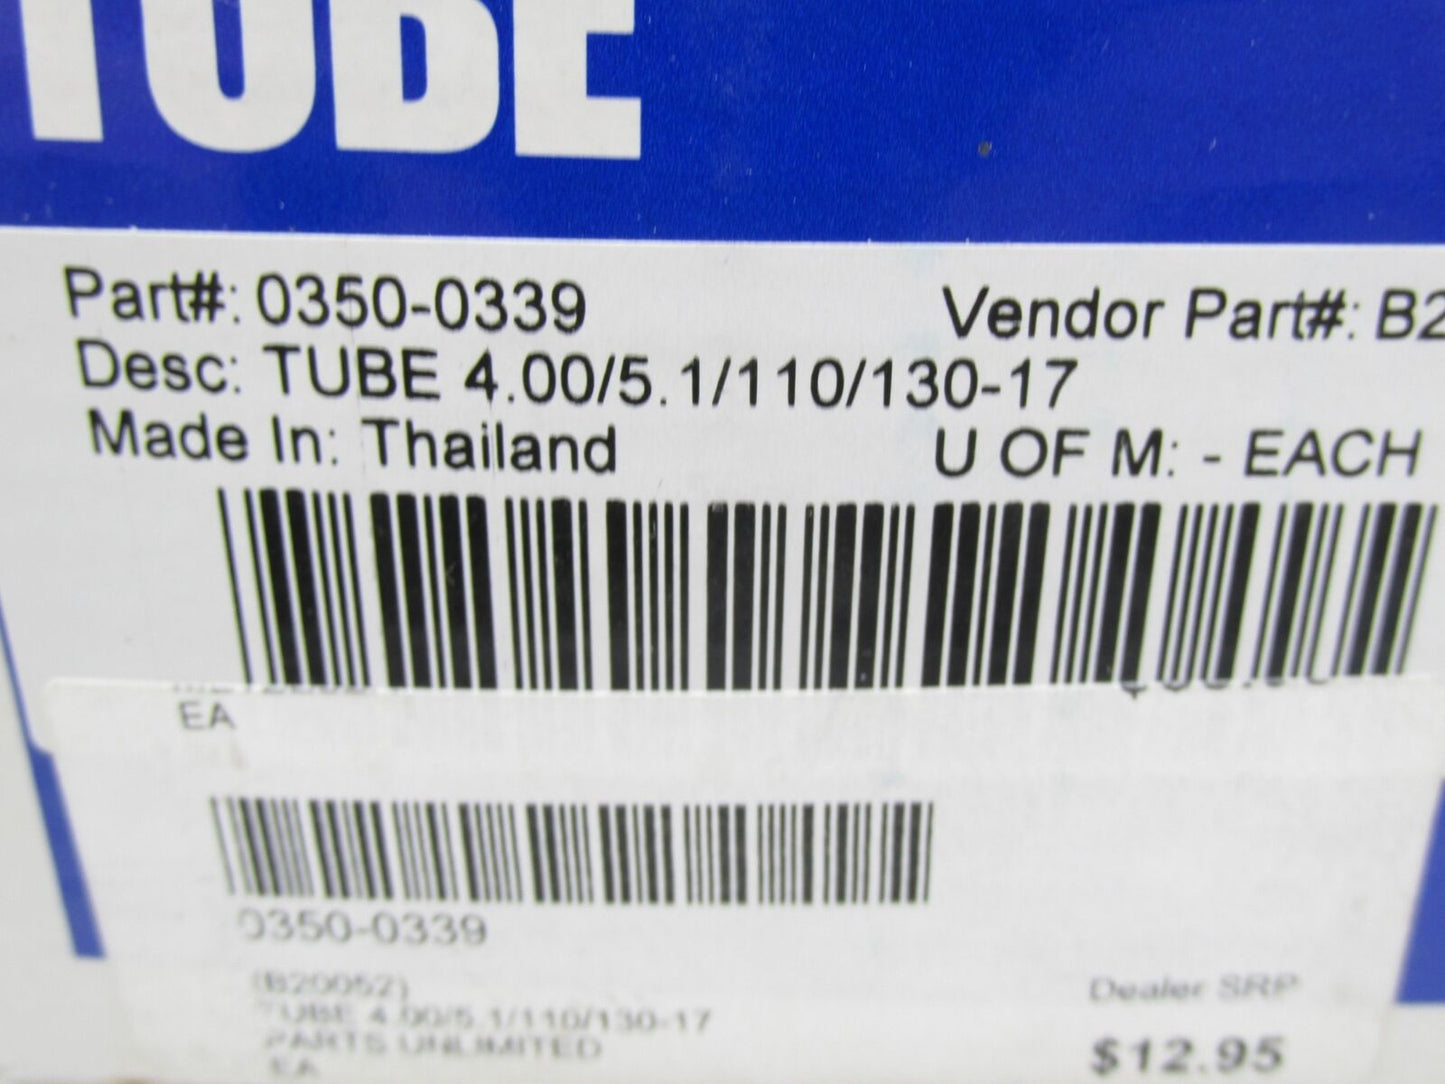 TUBE
Part#: 0350-0339 Vendor Part#: B2
Desc: TUBE 4.00/5.1/110/130-17
Made In: Thailand U OF M: - EACH
EA
0350-0339
(B20052)
TUBE 4.00/5.1/110/130-17
PARTS UNLIMITED
EA
Dealer SRP
$12.95